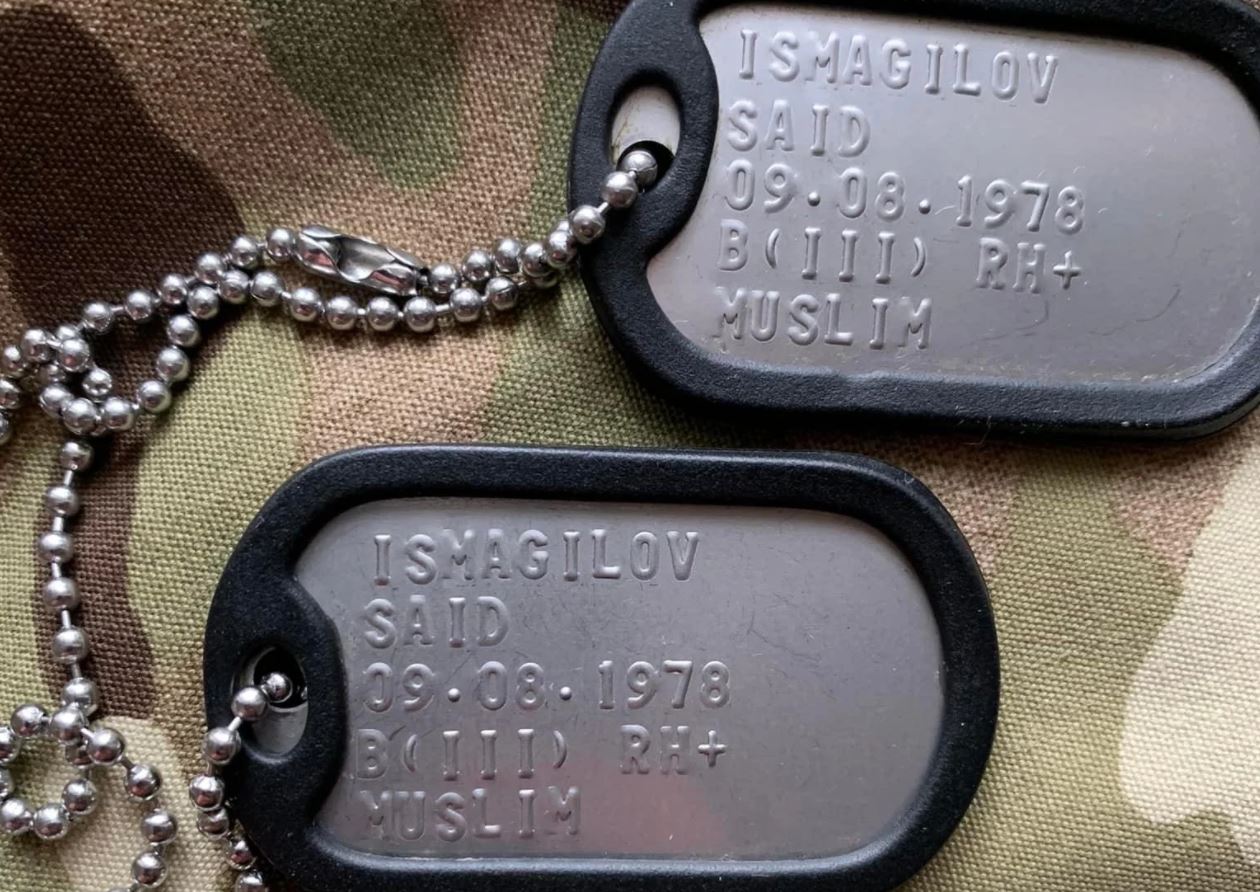 ISMAGILOV
SAID
09.08.1978
B(III) RH+
MUSLIM
ISMAGILOV
SAID
09.08.1978
B(III) RH+
MUSLIM